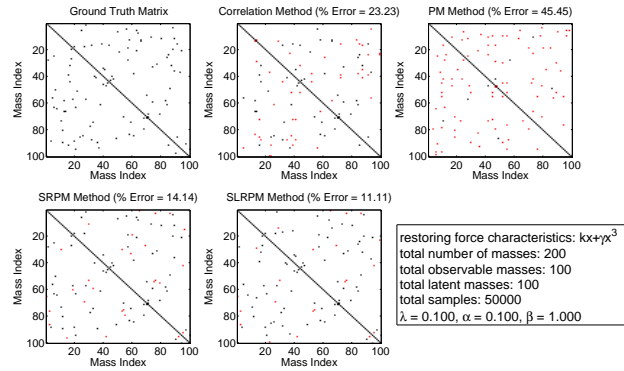 Ground Truth Matrix
Correlation Method (% Error = 23.23)
PM Method (% Error = 45.45)
Mass Index
20
40
60
80
100
20 40 60 80 100
Mass Index
Mass Index
20
40
60
80
100
20 40 60 80 100
Mass Index
Mass Index
20
40
60
80
100
20 40 60 80 100
Mass Index
SRPM Method (% Error = 14.14)
SLRPM Method (% Error = 11.11)
Mass Index
20
40
60
80
100
20 40 60 80 100
Mass Index
Mass Index
20
40
60
80
100
20 40 60 80 100
Mass Index
restoring force characteristics: kx+γx³
total number of masses: 200
total observable masses: 100
total latent masses: 100
total samples: 50000
λ = 0.100, α = 0.100, β = 1.000